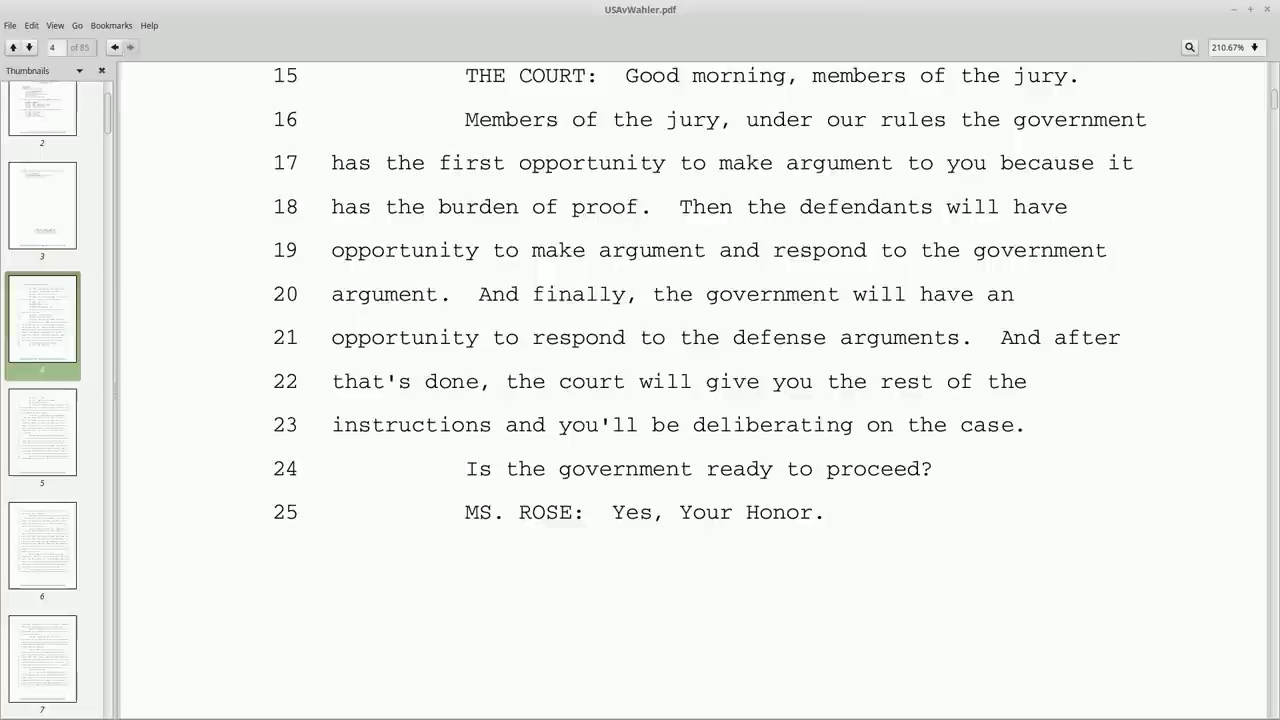 USAvWahler.pdf
File Edit View Go Bookmarks Help
4 of 85 210.67%
Thumbnails
2
3
4
5
6
7
15 THE COURT: Good morning, members of the jury.
16 Members of the jury, under our rules the government
17 has the first opportunity to make argument to you because it
18 has the burden of proof. Then the defendants will have
19 opportunity to make argument and respond to the government
20 argument. And finally, the government will have an
21 opportunity to respond to the defense arguments. And after
22 that's done, the court will give you the rest of the
23 instructions and you'll be deliberating on the case.
24 Is the government ready to proceed?
25 MS. ROSE: Yes, Your Honor.